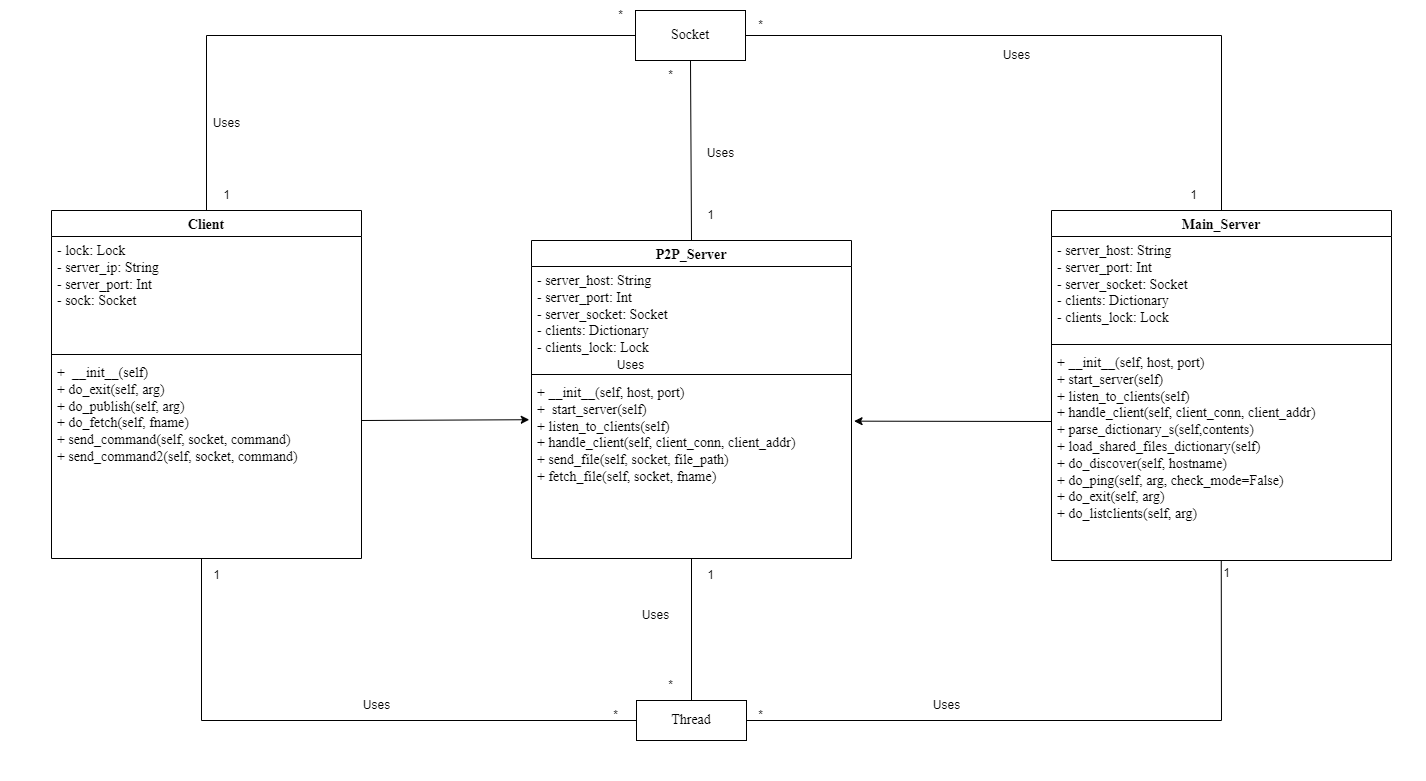 *
Socket
*
Uses
*
Uses
Uses
1
1
1
Client
- lock: Lock
- server_ip: String
- server_port: Int
- sock: Socket
+  __init__(self)
+ do_exit(self, arg)
+ do_publish(self, arg)
+ do_fetch(self, fname)
+ send_command(self, socket, command)
+ send_command2(self, socket, command)
P2P_Server
- server_host: String
- server_port: Int
- server_socket: Socket
- clients: Dictionary
- clients_lock: Lock
Uses
+ __init__(self, host, port)
+  start_server(self)
+ listen_to_clients(self)
+ handle_client(self, client_conn, client_addr)
+ send_file(self, socket, file_path)
+ fetch_file(self, socket, fname)
Main_Server
- server_host: String
- server_port: Int
- server_socket: Socket
- clients: Dictionary
- clients_lock: Lock
+ __init__(self, host, port)
+ start_server(self)
+ listen_to_clients(self)
+ handle_client(self, client_conn, client_addr)
+ parse_dictionary_s(self,contents)
+ load_shared_files_dictionary(self)
+ do_discover(self, hostname)
+ do_ping(self, arg, check_mode=False)
+ do_exit(self, arg)
+ do_listclients(self, arg)
1
1
1
Uses
*
Uses
*
Thread
*
Uses